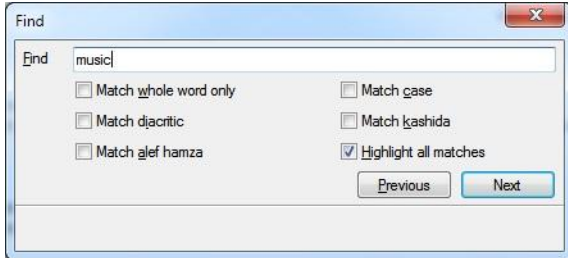 Find
Find music
Match whole word only Match case
Match diacritic Match kashida
Match alef hamza Highlight all matches
Previous Next